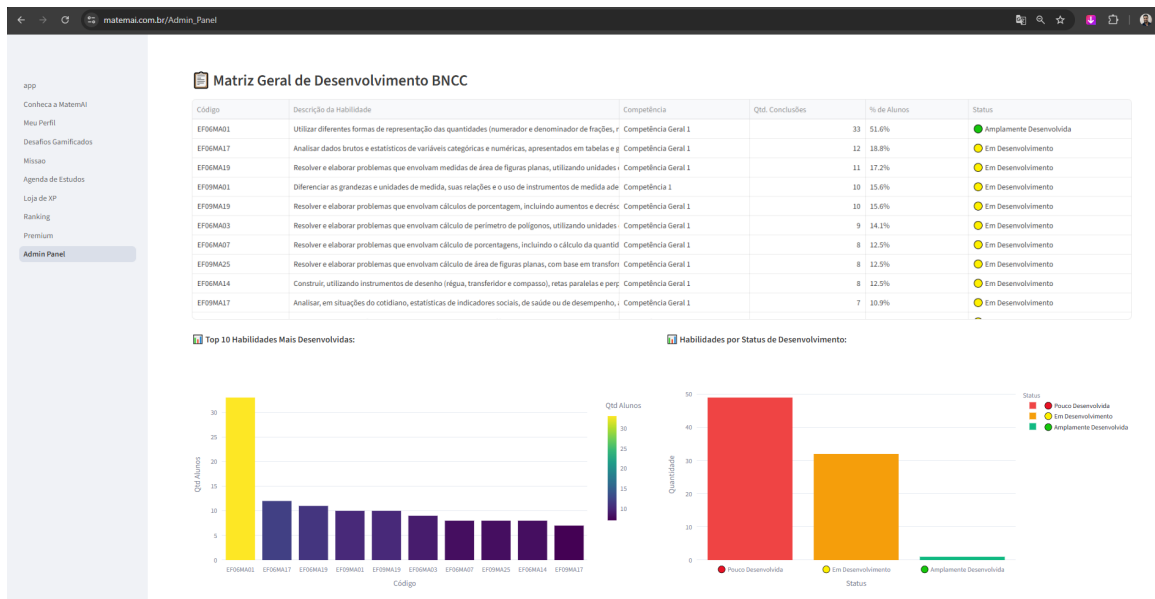 matemai.com.br/Admin_Panel
app
Conheca a MatemAI
Meu Perfil
Desafios Gamificados
Missao
Agenda de Estudos
Loja de XP
Ranking
Premium
Admin Panel
Matriz Geral de Desenvolvimento BNCC
Código Descrição da Habilidade Competência Qtd. Conclusões % de Alunos Status
EF06MA01 Utilizar diferentes formas de representação das quantidades (numerador e denominador de frações, r Competência Geral 1 33 51.6% Amplamente Desenvolvida
EF06MA17 Analisar dados brutos e estatísticos de variáveis categóricas e numéricas, apresentados em tabelas e g Competência Geral 1 12 18.8% Em Desenvolvimento
EF06MA19 Resolver e elaborar problemas que envolvam medidas de área de figuras planas, utilizando unidades Competência Geral 1 11 17.2% Em Desenvolvimento
EF09MA01 Diferenciar as grandezas e unidades de medida, suas relações e o uso de instrumentos de medida ade Competência 1 10 15.6% Em Desenvolvimento
EF09MA19 Resolver e elaborar problemas que envolvam cálculos de porcentagem, incluindo aumentos e decrésc Competência Geral 1 10 15.6% Em Desenvolvimento
EF06MA03 Resolver e elaborar problemas que envolvam cálculo de perímetro de polígonos, utilizando unidades Competência Geral 1 9 14.1% Em Desenvolvimento
EF06MA07 Resolver e elaborar problemas que envolvam cálculo de porcentagens, incluindo o cálculo da quantid Competência Geral 1 8 12.5% Em Desenvolvimento
EF09MA25 Resolver e elaborar problemas que envolvam cálculo de área de figuras planas, com base em transfor Competência Geral 1 8 12.5% Em Desenvolvimento
EF06MA14 Construir, utilizando instrumentos de desenho (régua, transferidor e compasso), retas paralelas e perp Competência Geral 1 8 12.5% Em Desenvolvimento
EF09MA17 Analisar, em situações do cotidiano, estatísticas de indicadores sociais, de saúde ou de desempenho, Competência Geral 1 7 10.9% Em Desenvolvimento
Top 10 Habilidades Mais Desenvolvidas:
Qtd Alunos
30
25
20
15
10
5
0
EF06MA01 EF06MA17 EF06MA19 EF09MA01 EF09MA19 EF06MA03 EF06MA07 EF09MA25 EF06MA14 EF09MA17
Código
Qtd Alunos
30
25
20
15
10
Habilidades por Status de Desenvolvimento:
Quantidade
50
40
30
20
10
0
Pouco Desenvolvida Em Desenvolvimento Amplamente Desenvolvida
Status
Status
Pouco Desenvolvida
Em Desenvolvimento
Amplamente Desenvolvida